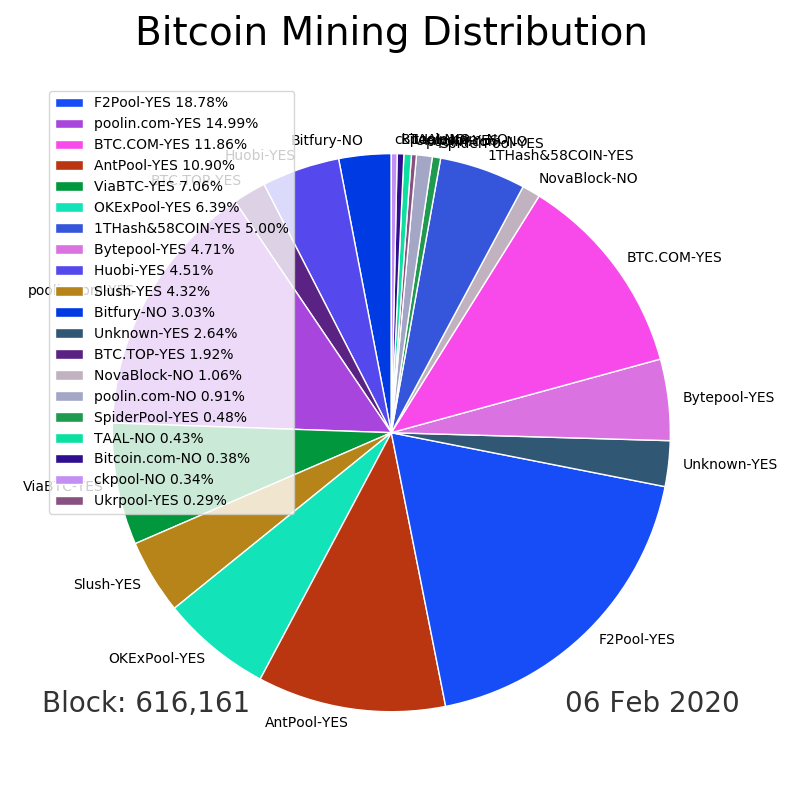 Bitcoin Mining Distribution
F2Pool-YES 18.78%
poolin.com-YES 14.99%
BTC.COM-YES 11.86%
AntPool-YES 10.90%
ViaBTC-YES 7.06%
OKExPool-YES 6.39%
1THash&58COIN-YES 5.00%
Bytepool-YES 4.71%
Huobi-YES 4.51%
Slush-YES 4.32%
Bitfury-NO 3.03%
Unknown-YES 2.64%
BTC.TOP-YES 1.92%
NovaBlock-NO 1.06%
poolin.com-NO 0.91%
SpiderPool-YES 0.48%
TAAL-NO 0.43%
Bitcoin.com-NO 0.38%
ckpool-NO 0.34%
Ukrpool-YES 0.29%
Bitfury-NO
Huobi-YES
BTC.TOP-YES
ViaBTC-YES
Slush-YES
OKExPool-YES
AntPool-YES
F2Pool-YES
Unknown-YES
Bytepool-YES
BTC.COM-YES
NovaBlock-NO
1THash&58COIN-YES
SpiderPool-YES
Block: 616,161
06 Feb 2020